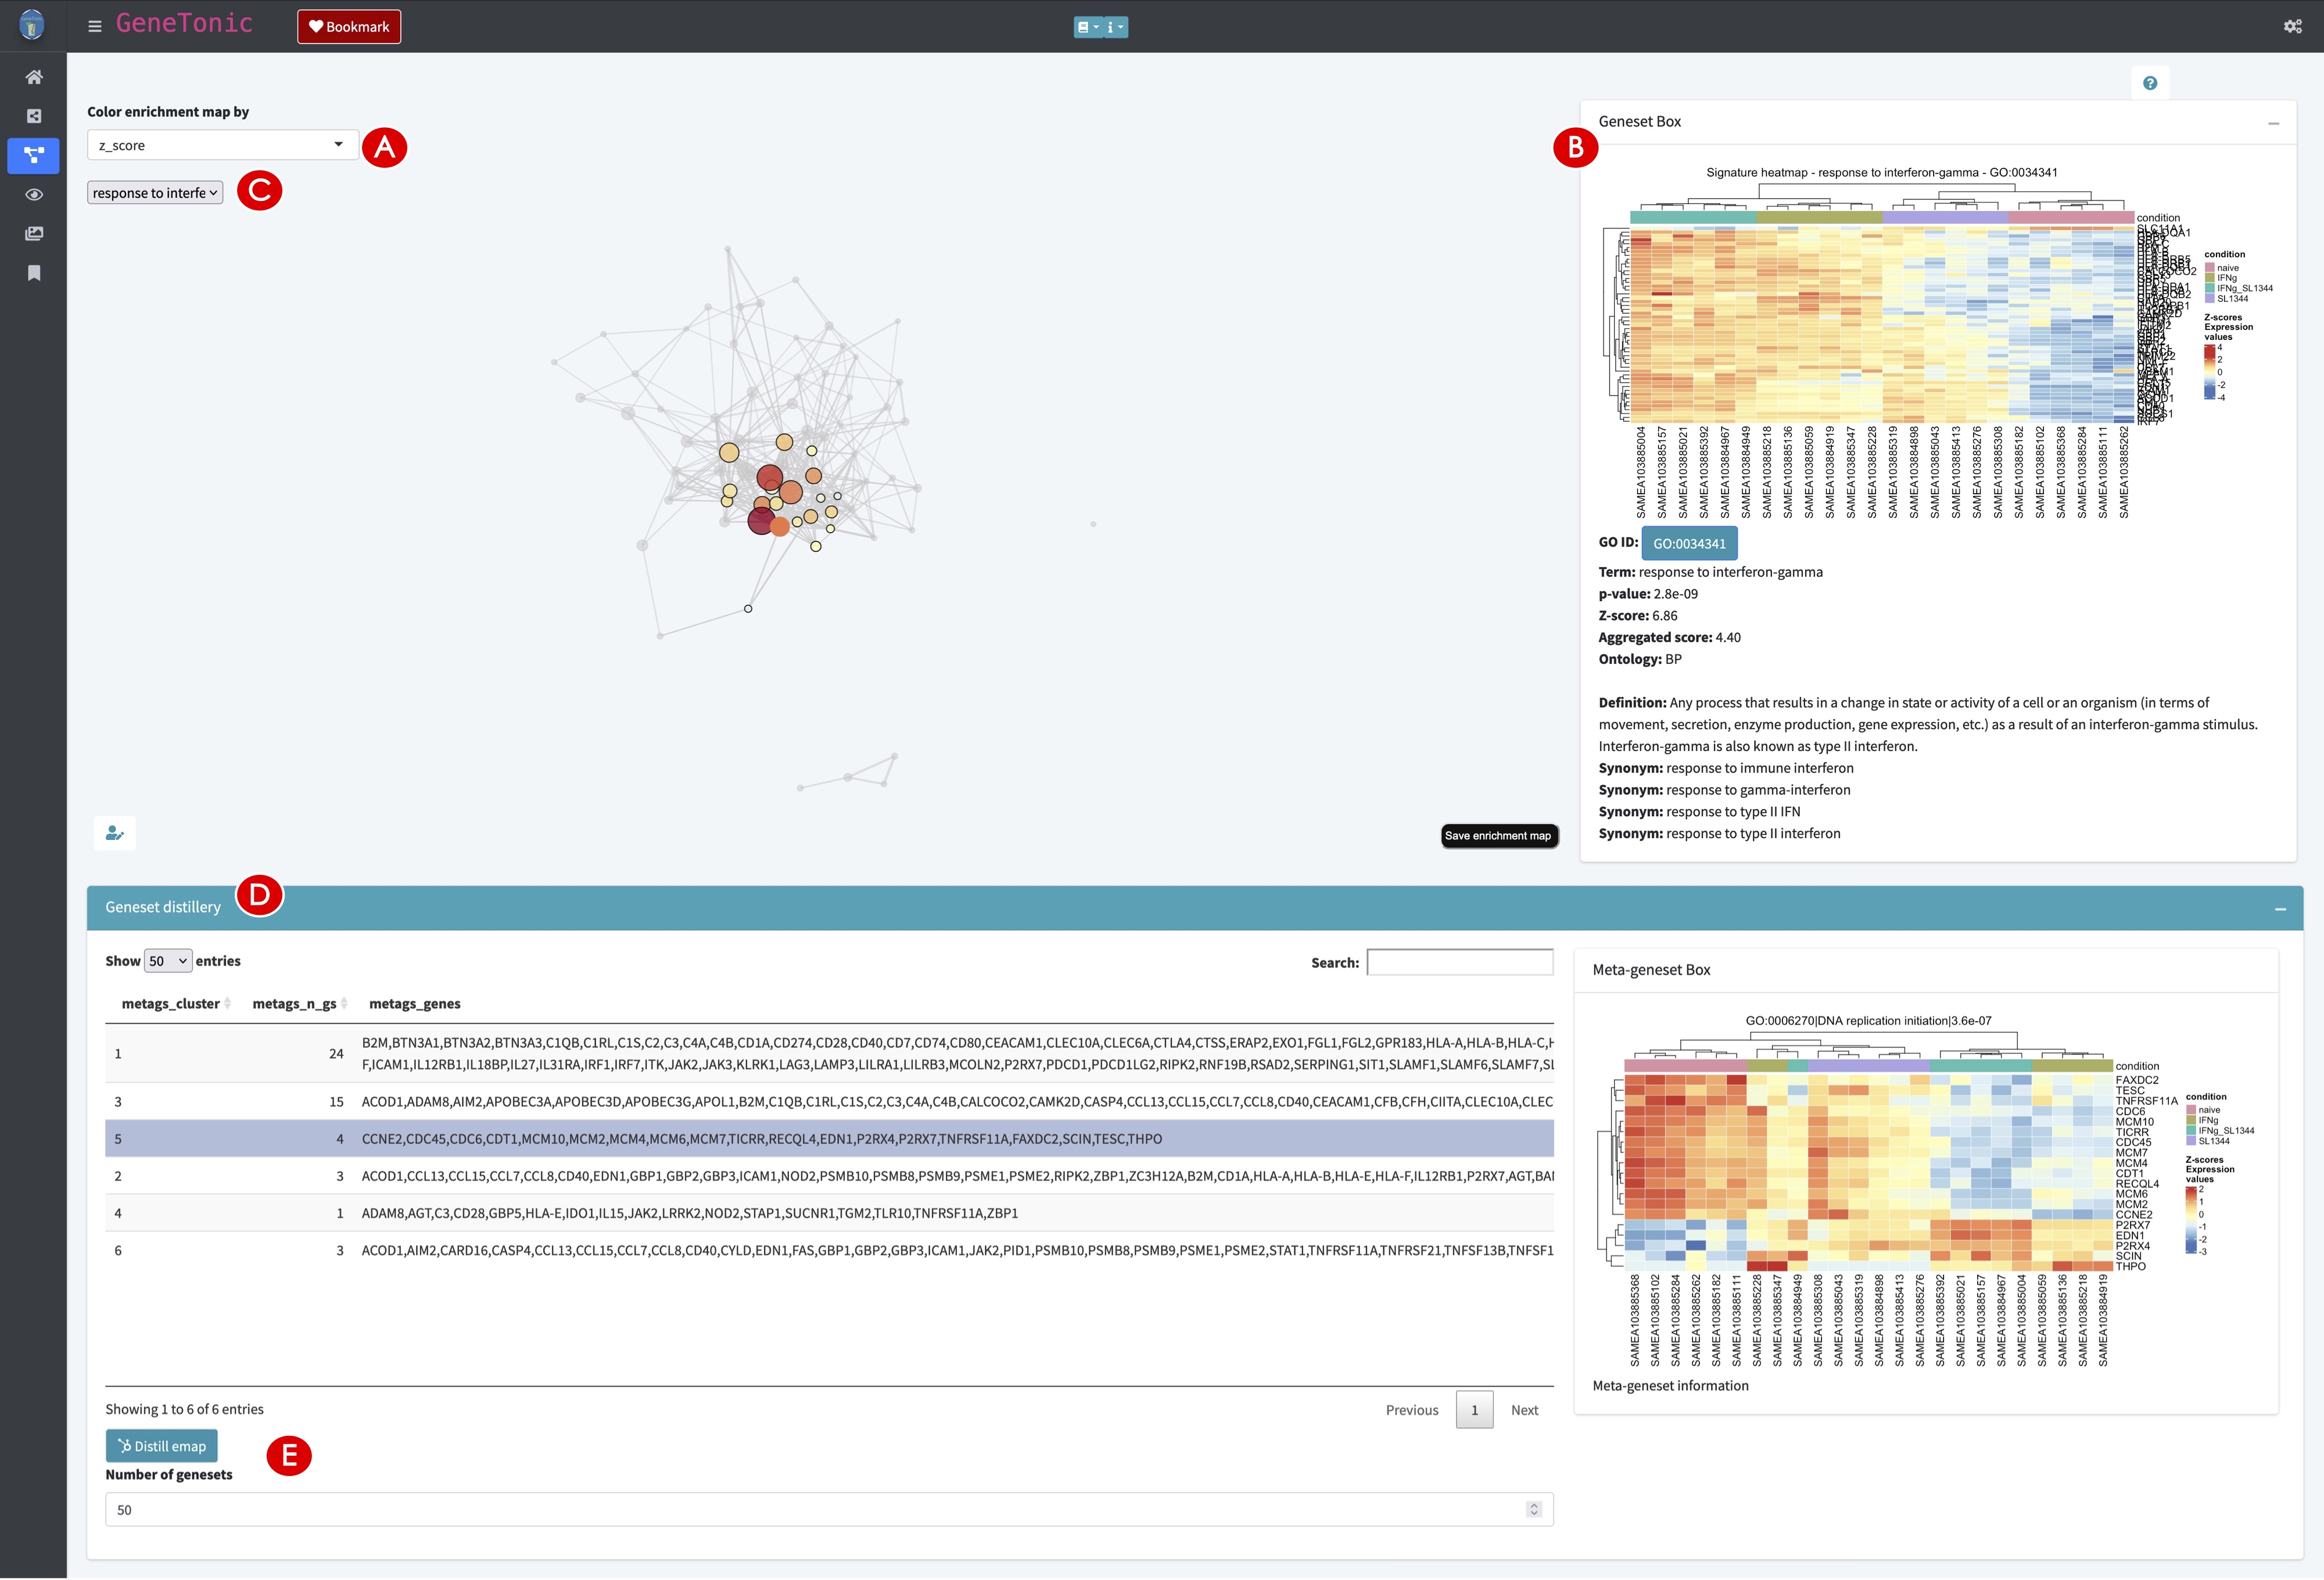 GeneTonic
Bookmark
Color enrichment map by
z_score
A
response to interfe
C
Save enrichment map
B
Geneset Box
Signature heatmap - response to interferon-gamma - GO:0034341
condition
SLC11A1
condition
naive
IFNg
IFNg_SL1344
SL1344
Z-scores
Expression
values
4
2
0
-2
-4
SAMEA103885004
SAMEA103885157
SAMEA103885021
SAMEA103885392
SAMEA103884967
SAMEA103884949
SAMEA103885218
SAMEA103885136
SAMEA103885059
SAMEA103884919
SAMEA103885347
SAMEA103885228
SAMEA103885319
SAMEA103884898
SAMEA103885043
SAMEA103885413
SAMEA103885276
SAMEA103885308
SAMEA103885182
SAMEA103885102
SAMEA103885368
SAMEA103885284
SAMEA103885111
SAMEA103885262
GO ID: GO:0034341
Term: response to interferon-gamma
p-value: 2.8e-09
Z-score: 6.86
Aggregated score: 4.40
Ontology: BP
Definition: Any process that results in a change in state or activity of a cell or an organism (in terms of
movement, secretion, enzyme production, gene expression, etc.) as a result of an interferon-gamma stimulus.
Interferon-gamma is also known as type II interferon.
Synonym: response to immune interferon
Synonym: response to gamma-interferon
Synonym: response to type II IFN
Synonym: response to type II interferon
Geneset distillery
D
Show 50 entries
Search:
metags_cluster metags_n_gs metags_genes
1 24 B2M,BTN3A1,BTN3A2,BTN3A3,C1QB,C1RL,C1S,C2,C3,C4A,C4B,CD1A,CD274,CD28,CD40,CD7,CD74,CD80,CEACAM1,CLEC10A,CLEC6A,CTLA4,CTSS,ERAP2,EXO1,FGL1,FGL2,GPR183,HLA-A,HLA-B,HLA-C,H
F,ICAM1,IL12RB1,IL18BP,IL27,IL31RA,IRF1,IRF7,ITK,JAK2,JAK3,KLRK1,LAG3,LAMP3,LILRA1,LILRB3,MCOLN2,P2RX7,PDCD1,PDCD1LG2,RIPK2,RNF19B,RSAD2,SERPING1,SIT1,SLAMF1,SLAMF6,SLAMF7,SL
3 15 ACOD1,ADAM8,AIM2,APOBEC3A,APOBEC3D,APOBEC3G,APOL1,B2M,C1QB,C1RL,C1S,C2,C3,C4A,C4B,CALCOCO2,CAMK2D,CASP4,CCL13,CCL15,CCL7,CCL8,CD40,CEACAM1,CFB,CFH,CIITA,CLEC10A,CLEC
5 4 CCNE2,CDC45,CDC6,CDT1,MCM10,MCM2,MCM4,MCM6,MCM7,TICRR,RECQL4,EDN1,P2RX4,P2RX7,TNFRSF11A,FAXDC2,SCIN,TESC,THPO
2 3 ACOD1,CCL13,CCL15,CCL7,CCL8,CD40,EDN1,GBP1,GBP2,GBP3,ICAM1,NOD2,PSMB10,PSMB8,PSMB9,PSME1,PSME2,RIPK2,ZBP1,ZC3H12A,B2M,CD1A,HLA-A,HLA-B,HLA-E,HLA-F,IL12RB1,P2RX7,AGT,BAI
4 1 ADAM8,AGT,C3,CD28,GBP5,HLA-E,IDO1,IL15,JAK2,LRRK2,NOD2,STAP1,SUCNR1,TGM2,TLR10,TNFRSF11A,ZBP1
6 3 ACOD1,AIM2,CARD16,CASP4,CCL13,CCL15,CCL7,CCL8,CD40,CYLD,EDN1,FAS,GBP1,GBP2,GBP3,ICAM1,JAK2,PID1,PSMB10,PSMB8,PSMB9,PSME1,PSME2,STAT1,TNFRSF11A,TNFRSF21,TNFSF13B,TNFSF1
Showing 1 to 6 of 6 entries
Previous 1 Next
Distill emap
E
Number of genesets
50
Meta-geneset Box
GO:0006270|DNA replication initiation|3.6e-07
condition
FAXDC2
TESC
TNFRSF11A
CDC6
MCM10
TICRR
CDC45
MCM7
MCM4
CDT1
RECQL4
MCM6
MCM2
CCNE2
P2RX7
EDN1
P2RX4
SCIN
THPO
condition
naive
IFNg
IFNg_SL1344
SL1344
Z-scores
Expression
values
2
1
0
-1
-2
-3
SAMEA103885368
SAMEA103885102
SAMEA103885284
SAMEA103885262
SAMEA103885182
SAMEA103885111
SAMEA103885228
SAMEA103885347
SAMEA103884949
SAMEA103885308
SAMEA103885043
SAMEA103885319
SAMEA103884898
SAMEA103885413
SAMEA103885276
SAMEA103885392
SAMEA103885021
SAMEA103885157
SAMEA103884967
SAMEA103885004
SAMEA103885059
SAMEA103885136
SAMEA103885218
SAMEA103884919
Meta-geneset information